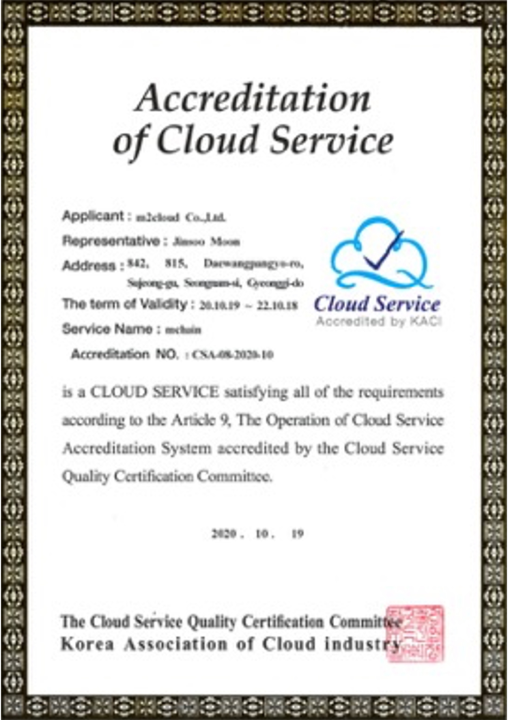 Accreditation
of Cloud Service
Applicant : m2cloud Co.,Ltd.
Representative : Jinsoo Moon
Address : 842, 815, Daewangpangyo-ro,
Sujeong-gu, Seongnam-si, Gyeonggi-do
The term of Validity : 20.10.19 ~ 22.10.18
Service Name : mchain
Accreditation NO. : CSA-08-2020-10
Cloud Service
Accredited by KACI
is a CLOUD SERVICE satisfying all of the requirements
according to the Article 9, The Operation of Cloud Service
Accreditation System accredited by the Cloud Service
Quality Certification Committee.
2020 . 10 . 19
The Cloud Service Quality Certification Committee
Korea Association of Cloud industry